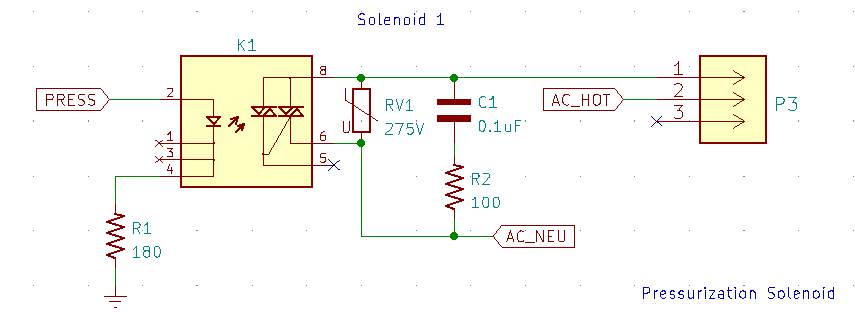 Solenoid 1
K1
PRESS
2
1
3
4
8
6
5
RV1
275V
U
C1
0.1uF
R2
100
AC_HOT
1
2
3
P3
R1
180
AC_NEU
Pressurization Solenoid